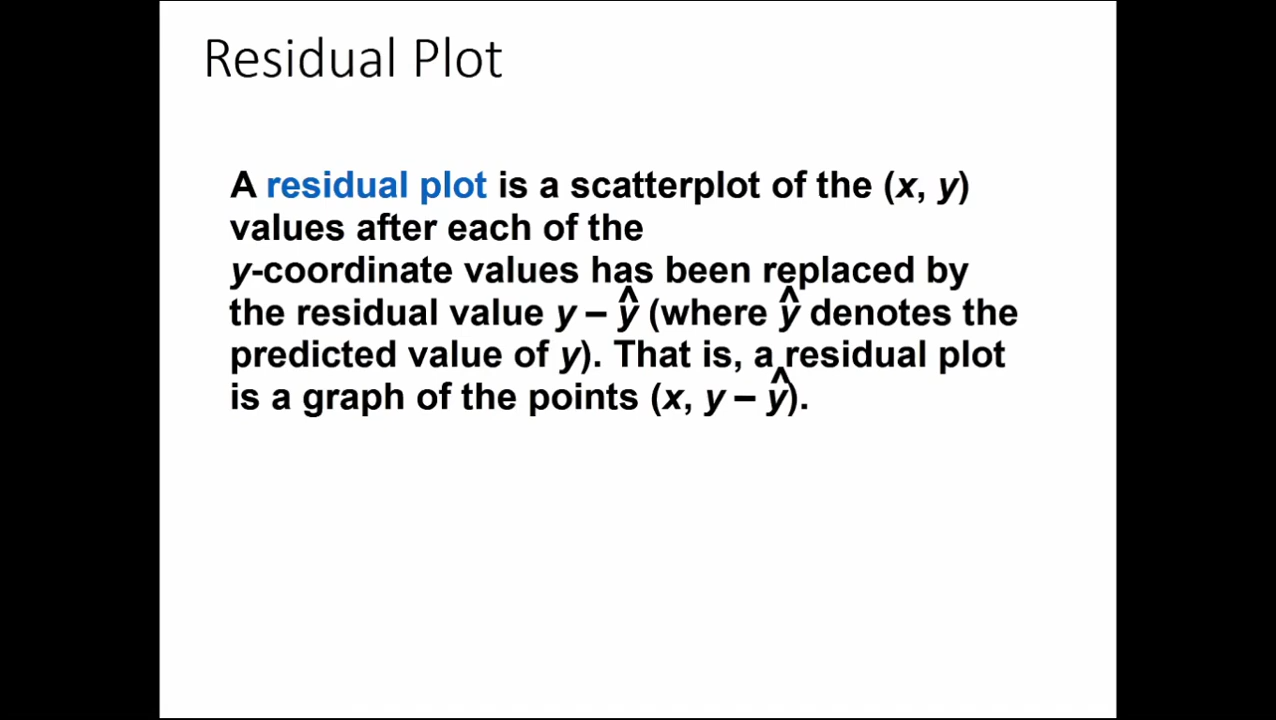 Residual Plot
A residual plot is a scatterplot of the (x, y)
values after each of the
y-coordinate values has been replaced by
the residual value y – ŷ (where ŷ denotes the
predicted value of y). That is, a residual plot
is a graph of the points (x, y – ŷ).